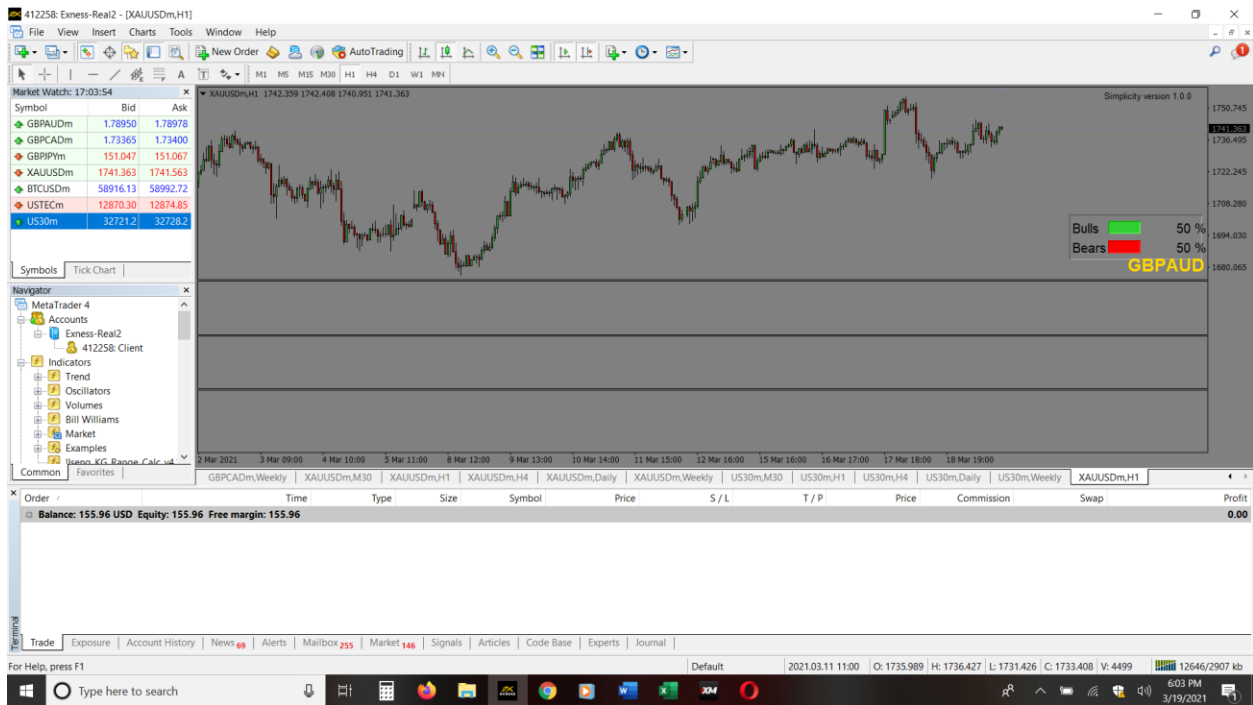 412258: Exness-Real2 - [XAUUSDm,H1]
File View Insert Charts Tools Window Help
New Order AutoTrading
A T M1 M5 M15 M30 H1 H4 D1 W1 MN
Market Watch: 17:03:54
Symbol Bid Ask
GBPAUDm 1.78950 1.78978
GBPCADm 1.73365 1.73400
GBPJPYm 151.047 151.067
XAUUSDm 1741.363 1741.563
BTCUSDm 58916.13 58992.72
USTECm 12870.30 12874.85
US30m 32721.2 32728.2
Symbols Tick Chart
Navigator
MetaTrader 4
Accounts
Exness-Real2
412258: Client
Indicators
Trend
Oscillators
Volumes
Bill Williams
Market
Examples
Common Favorites
XAUUSDm,H1 1742.359 1742.408 1740.951 1741.363
Simplicity version 1.0.0
1750.745
1741.363
1736.495
1722.245
1708.280
1694.030
1680.065
Bulls 50 %
Bears 50 %
GBPAUD
2 Mar 2021 3 Mar 09:00 4 Mar 10:00 5 Mar 11:00 8 Mar 12:00 9 Mar 13:00 10 Mar 14:00 11 Mar 15:00 12 Mar 16:00 15 Mar 16:00 16 Mar 17:00 17 Mar 18:00 18 Mar 19:00
GBPCADm,Weekly XAUUSDm,M30 XAUUSDm,H1 XAUUSDm,H4 XAUUSDm,Daily XAUUSDm,Weekly US30m,M30 US30m,H1 US30m,H4 US30m,Daily US30m,Weekly XAUUSDm,H1
Order Time Type Size Symbol Price S / L T / P Price Commission Swap Profit
Balance: 155.96 USD Equity: 155.96 Free margin: 155.96 0.00
Terminal
Trade Exposure Account History News 69 Alerts Mailbox 255 Market 146 Signals Articles Code Base Experts Journal
For Help, press F1 Default 2021.03.11 11:00 O: 1735.989 H: 1736.427 L: 1731.426 C: 1733.408 V: 4499 12646/2907 kb
Type here to search
6:03 PM
3/19/2021